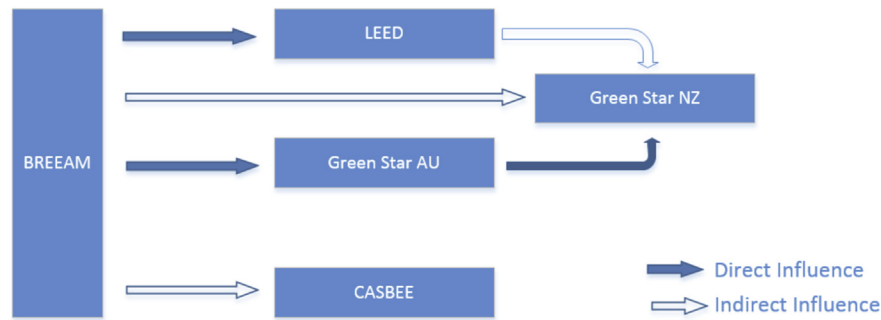 LEED
Green Star NZ
BREEAM
Green Star AU
CASBEE
Direct Influence
Indirect Influence